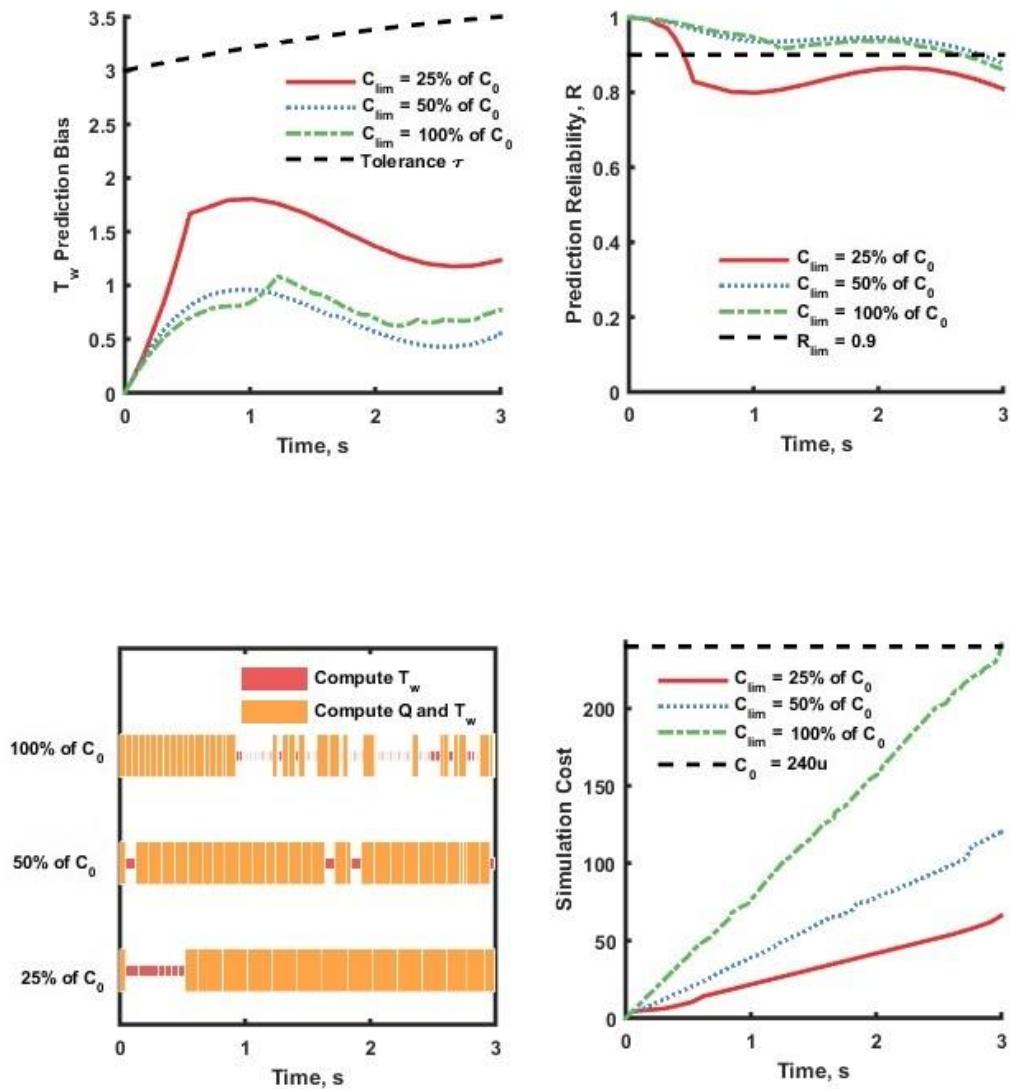 3.5
3
2.5
2
1.5
1
0.5
0
T_w Prediction Bias
C_lim = 25% of C_0
C_lim = 50% of C_0
C_lim = 100% of C_0
Tolerance τ
0 1 2 3
Time, s
1
0.8
0.6
0.4
0.2
0
Prediction Reliability, R
C_lim = 25% of C_0
C_lim = 50% of C_0
C_lim = 100% of C_0
R_lim = 0.9
0 1 2 3
Time, s
Compute T_w
Compute Q and T_w
100% of C_0
50% of C_0
25% of C_0
0 1 2 3
Time, s
200
150
100
50
0
Simulation Cost
C_lim = 25% of C_0
C_lim = 50% of C_0
C_lim = 100% of C_0
C_0 = 240u
0 1 2 3
Time, s